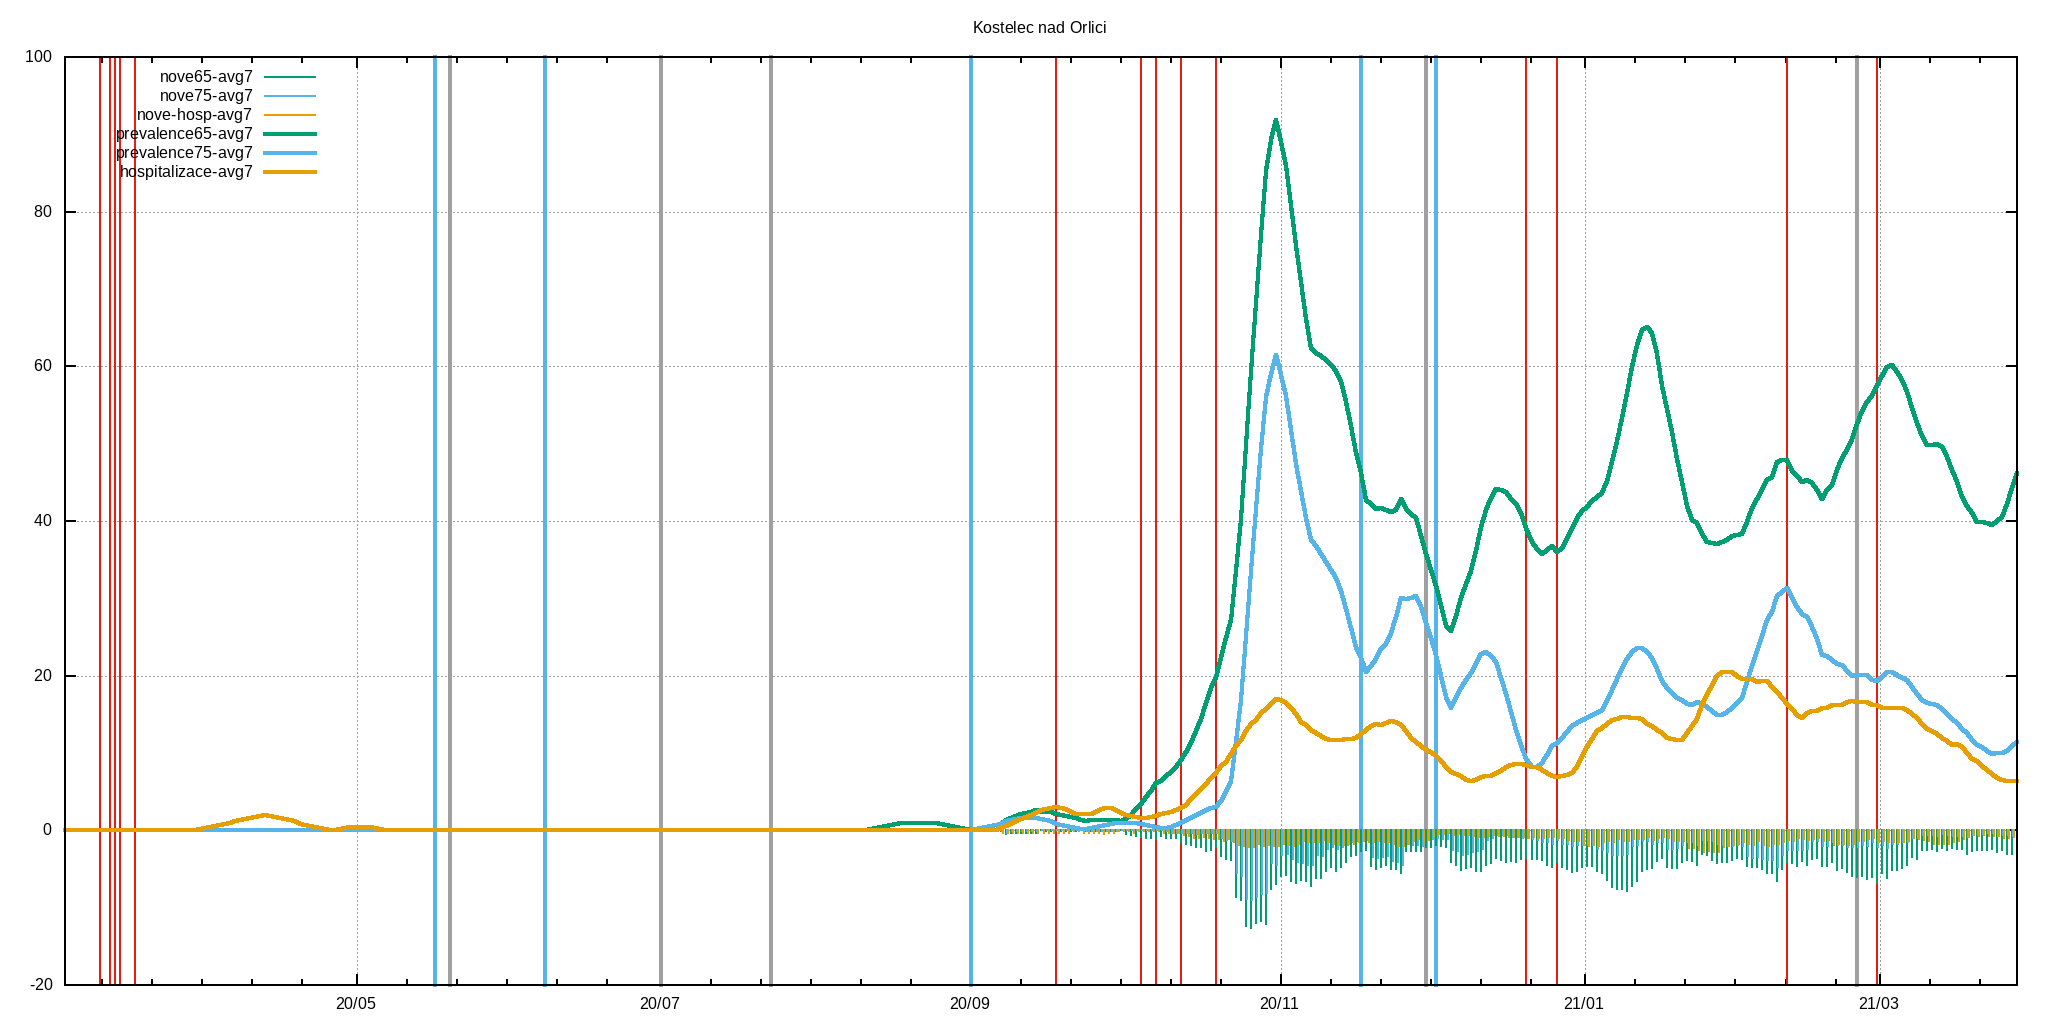 Kostelec nad Orlici
100
80
60
40
20
0
-20
nove65-avg7
nove75-avg7
nove-hosp-avg7
prevalence65-avg7
prevalence75-avg7
hospitalizace-avg7
20/05 20/07 20/09 20/11 21/01 21/03